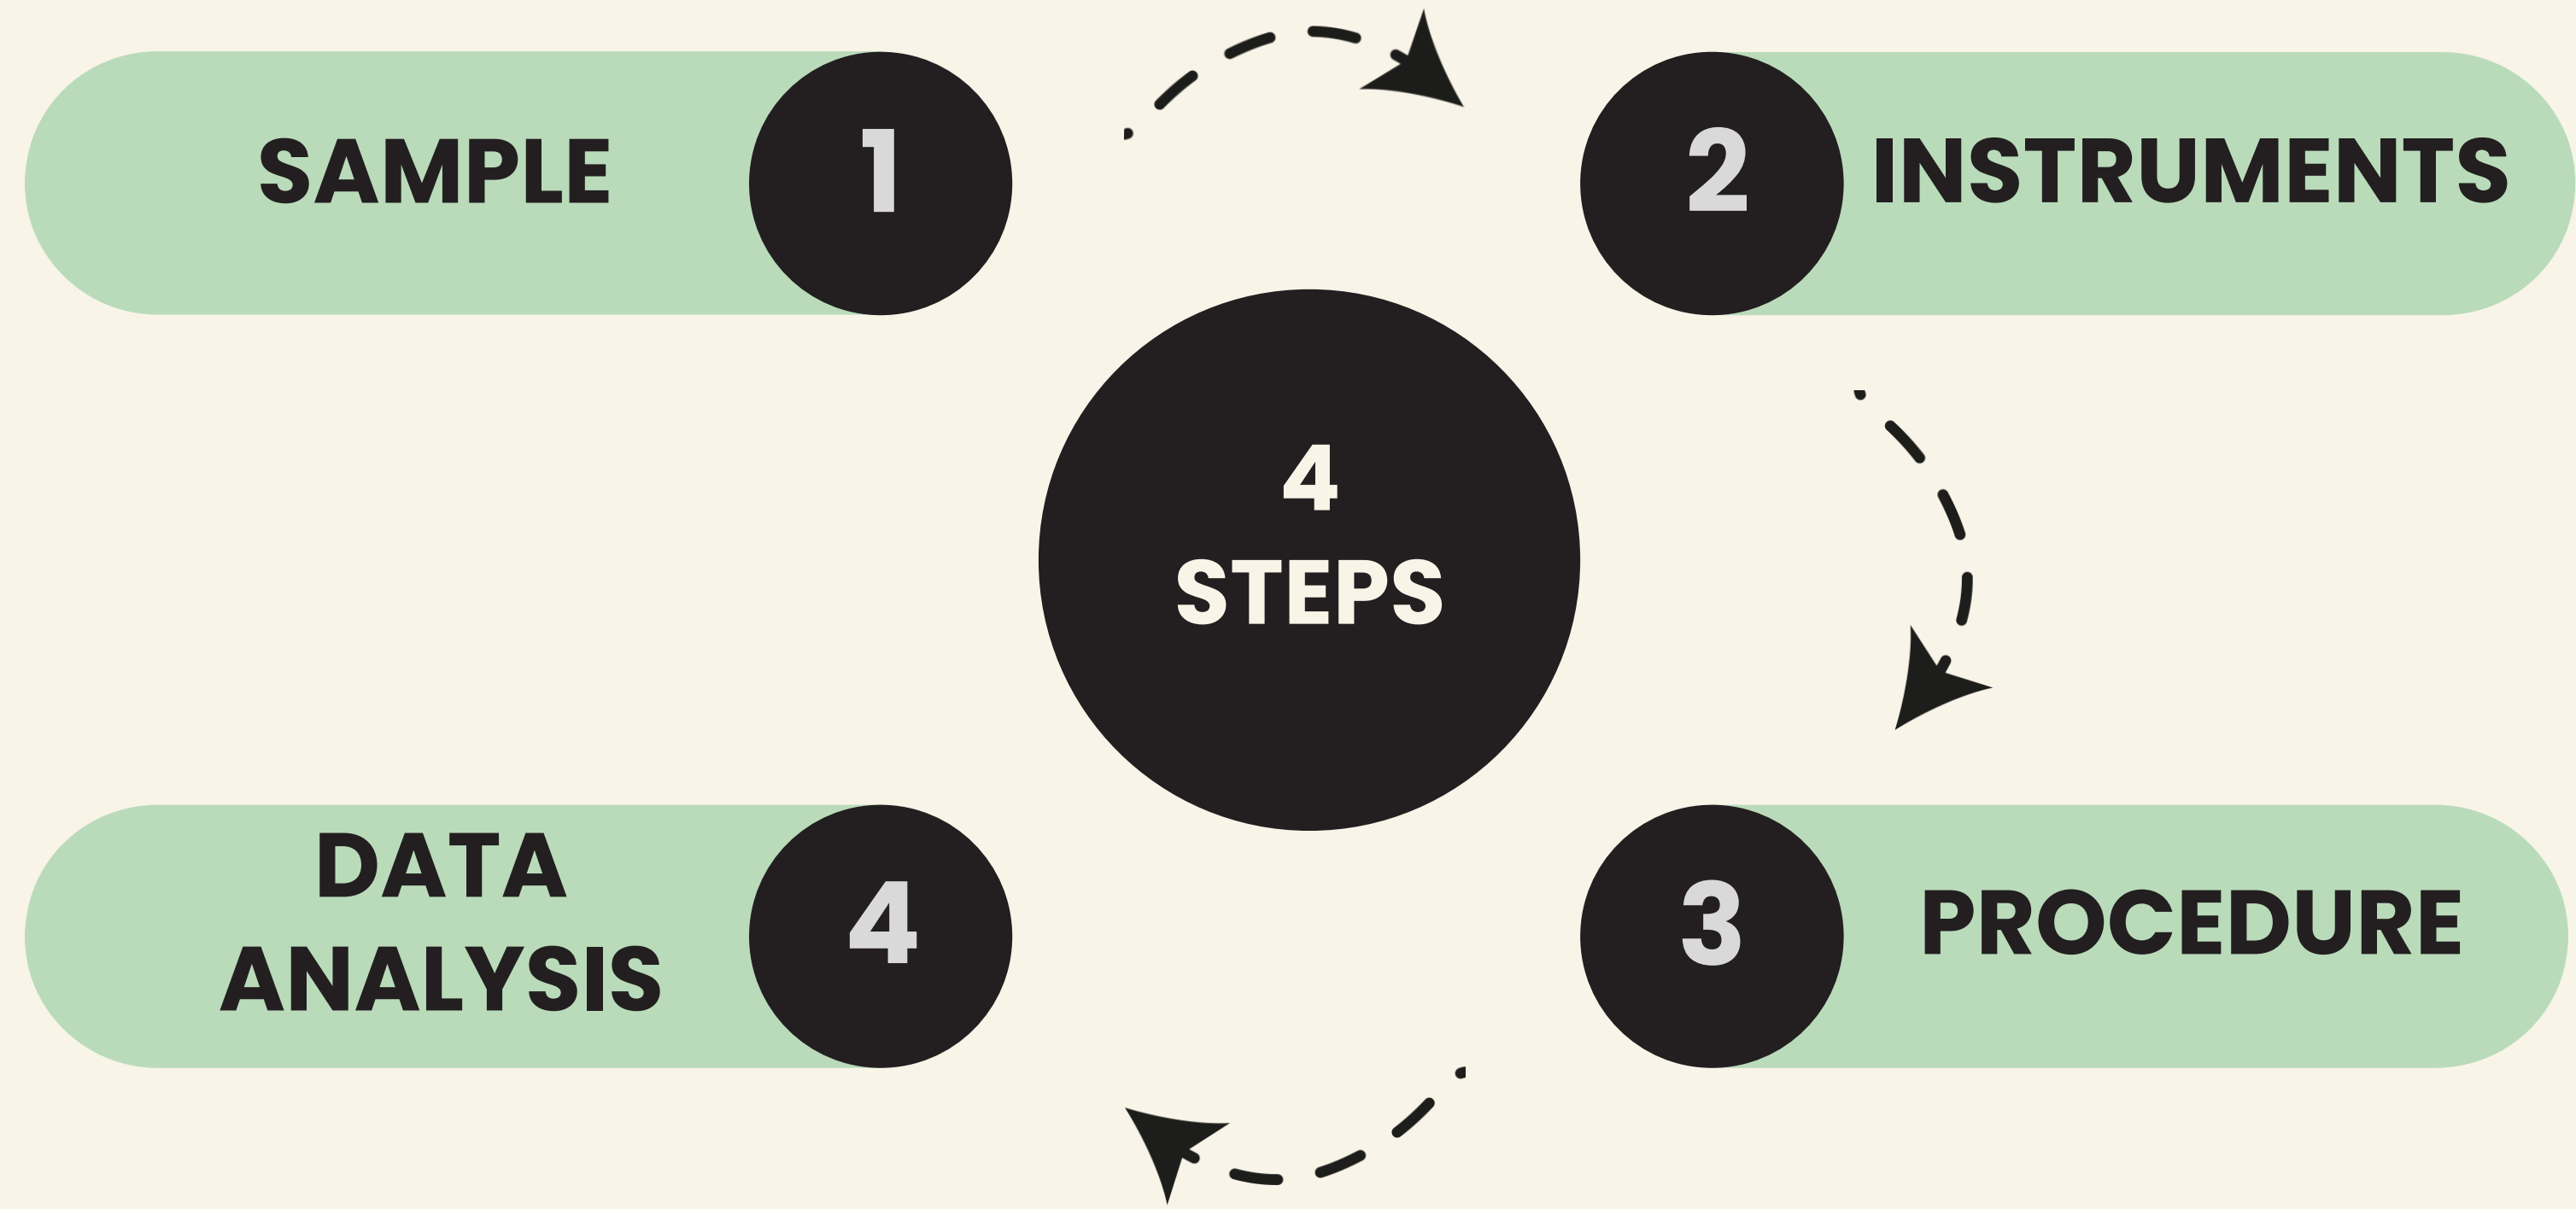 SAMPLE
1
2
INSTRUMENTS
4
STEPS
3
PROCEDURE
4
DATA
ANALYSIS